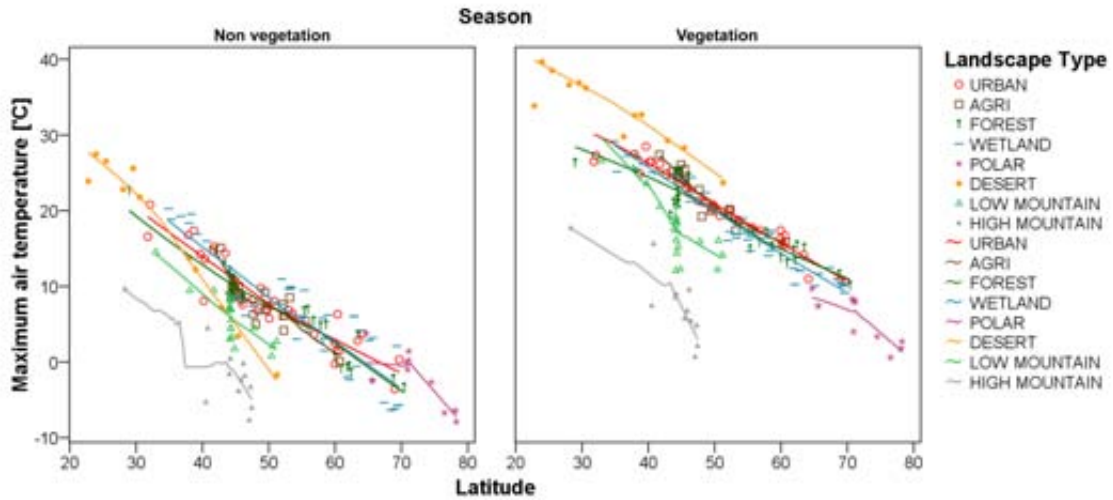 Season
Non vegetation
Vegetation
Maximum air temperature [°C]
40
30
20
10
0
-10
20 30 40 50 60 70 80
20 30 40 50 60 70 80
Latitude
Landscape Type
URBAN
AGRI
FOREST
WETLAND
POLAR
DESERT
LOW MOUNTAIN
HIGH MOUNTAIN
URBAN
AGRI
FOREST
WETLAND
POLAR
DESERT
LOW MOUNTAIN
HIGH MOUNTAIN